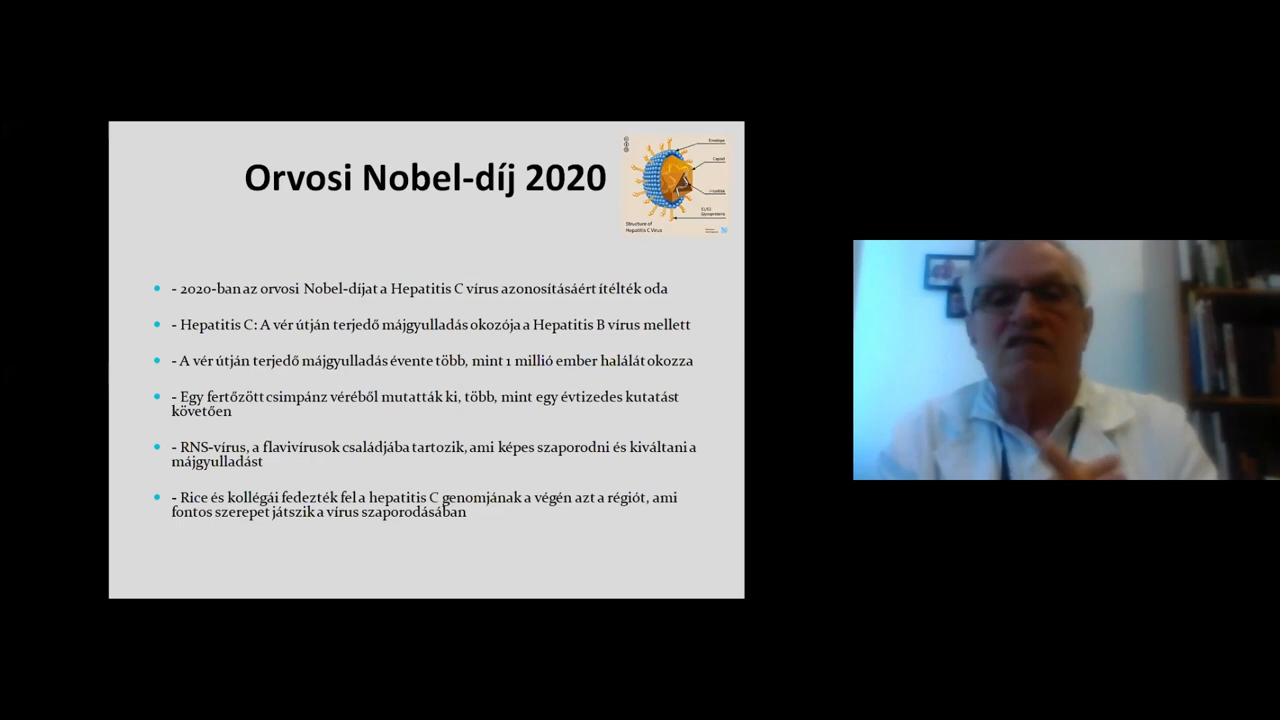 Orvosi Nobel-díj 2020
Envelope
Capsid
E1/E2
Glycoproteins
Structure of
Hepatitis C Virus
- 2020-ban az orvosi Nobel-díjat a Hepatitis C vírus azonosításáért ítélték oda
- Hepatitis C: A vér útján terjedő májgyulladás okozója a Hepatitis B vírus mellett
- A vér útján terjedő májgyulladás évente több, mint 1 millió ember halálát okozza
- Egy fertőzött csimpánz véréből mutatták ki, több, mint egy évtizedes kutatást
követően
- RNS-vírus, a flavivírusok családjába tartozik, ami képes szaporodni és kiváltani a
májgyulladást
- Rice és kollégái fedezték fel a hepatitis C genomjának a végén azt a régiót, ami
fontos szerepet játszik a vírus szaporodásában